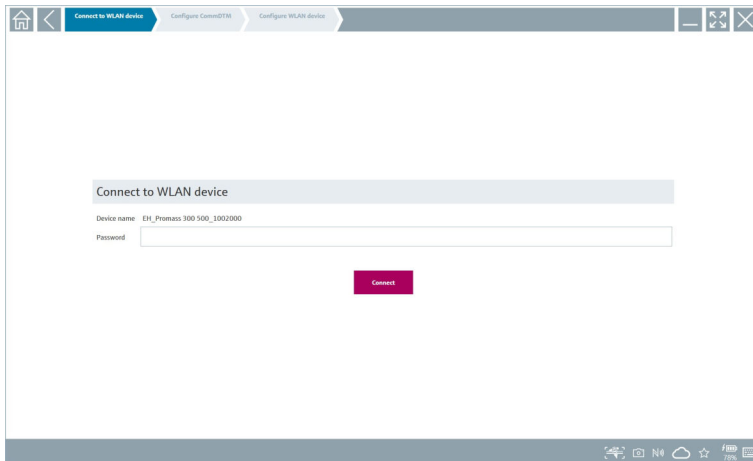 Connect to WLAN device
Configure CommDTM
Configure WLAN device
Connect to WLAN device
Device name EH_Promass 300 500_1002000
Password
Connect
78%